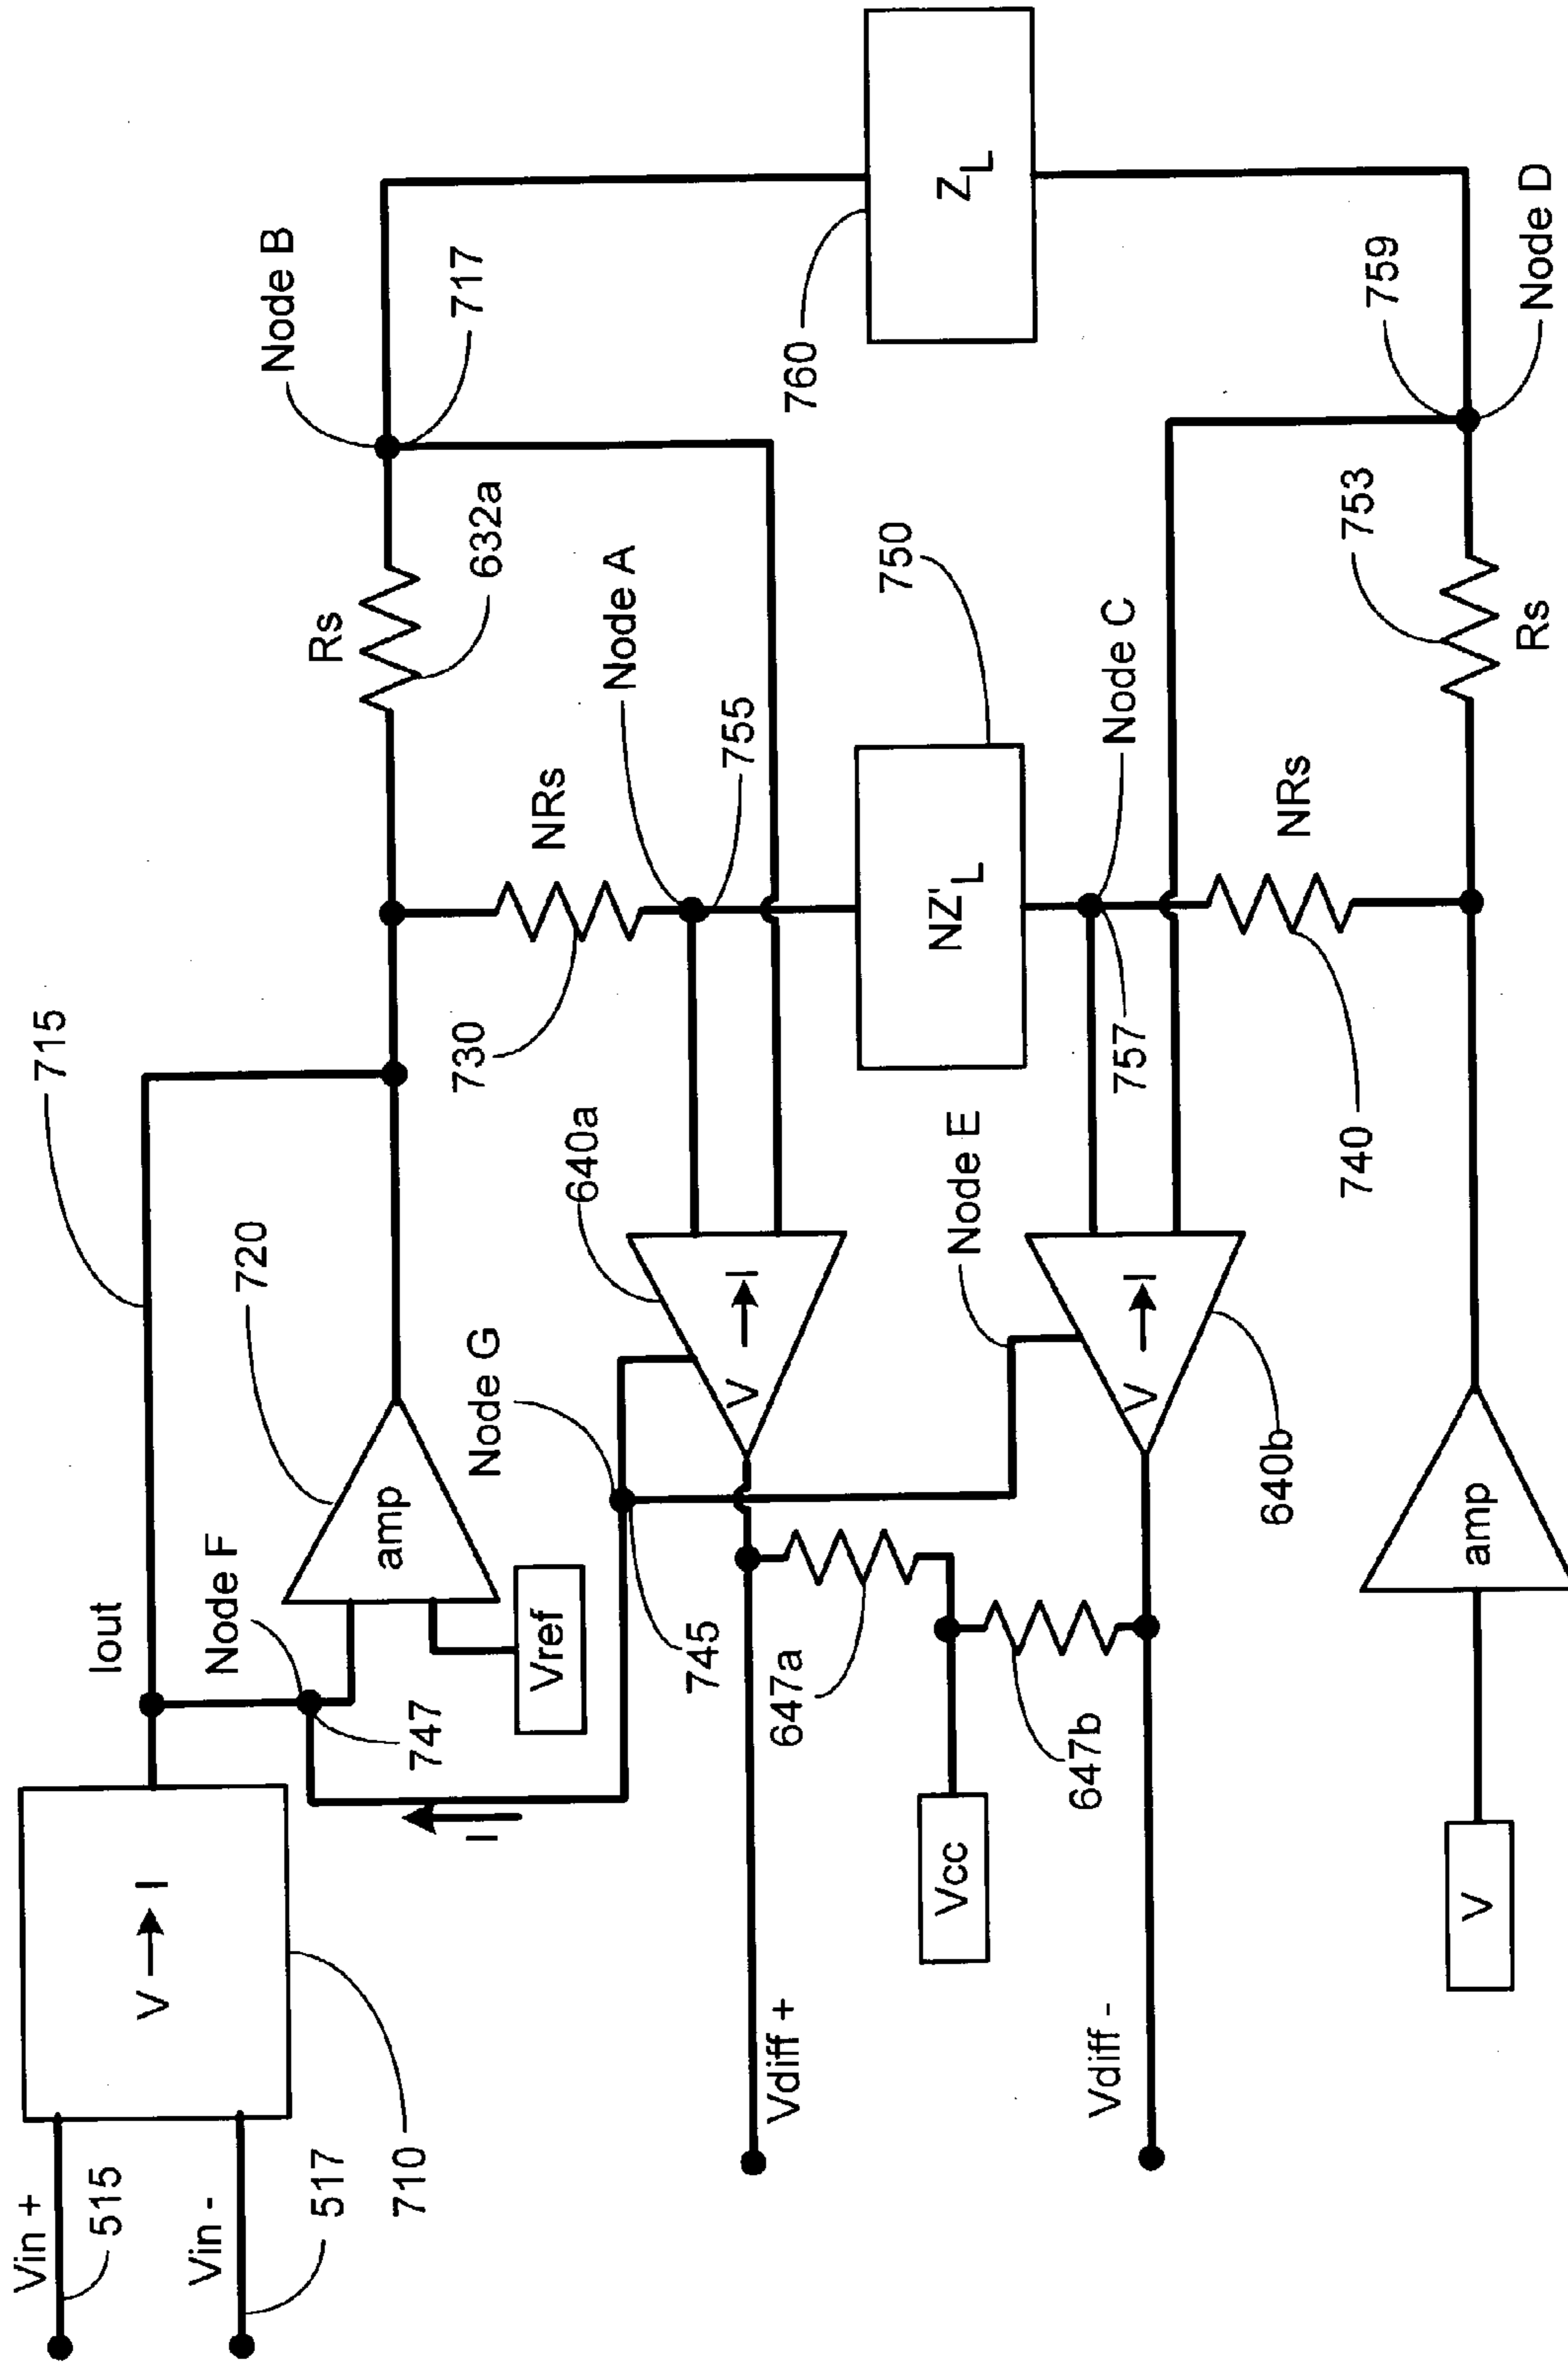 Vin +
515
Vin -
517
710
V → I
Iout
715
Node F
747
I
amp
720
Vref
Node G
745
Rs
632a
Node B
717
NRs
730
Node A
755
640a
V → I
Vdiff +
647a
Vcc
647b
Vdiff -
NZ'L
750
760
ZL
Node E
757
Node C
V → I
640b
NRs
740
753
Rs
759
Node D
V
amp